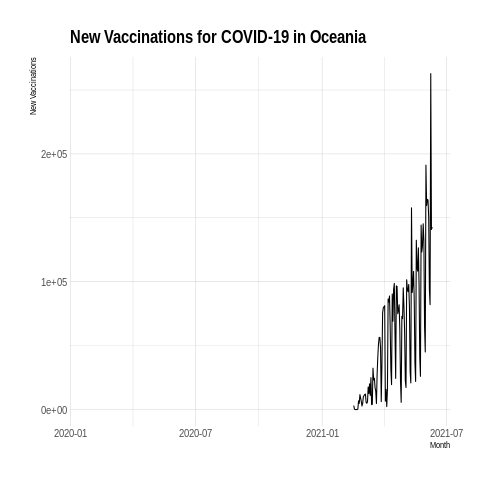 New Vaccinations for COVID-19 in Oceania
New Vaccinations
2e+05
1e+05
0e+00
2020-01 2020-07 2021-01 2021-07
Month